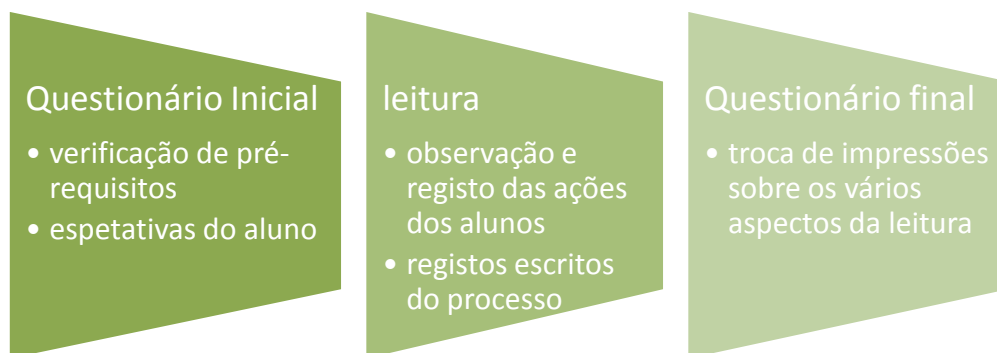 Questionário Inicial
• verificação de pré-
requisitos
• espetativas do aluno
leitura
• observação e
registo das ações
dos alunos
• registos escritos
do processo
Questionário final
• troca de impressões
sobre os vários
aspectos da leitura